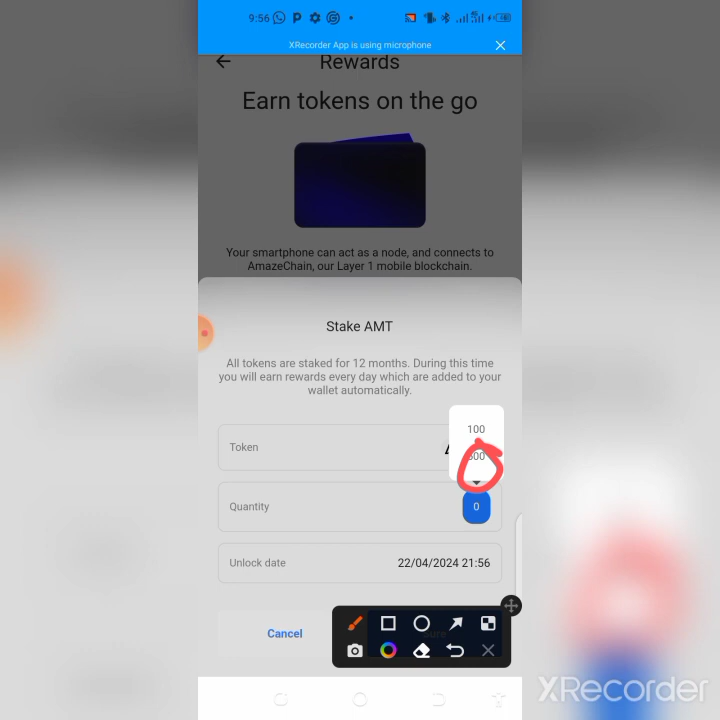 9:56
XRecorder App is using microphone
Rewards
Earn tokens on the go
Your smartphone can act as a node, and connects to
AmazeChain, our Layer 1 mobile blockchain.
Stake AMT
All tokens are staked for 12 months. During this time
you will earn rewards every day which are added to your
wallet automatically.
100
Token
Quantity
0
Unlock date
22/04/2024 21:56
Cancel
XRecorder